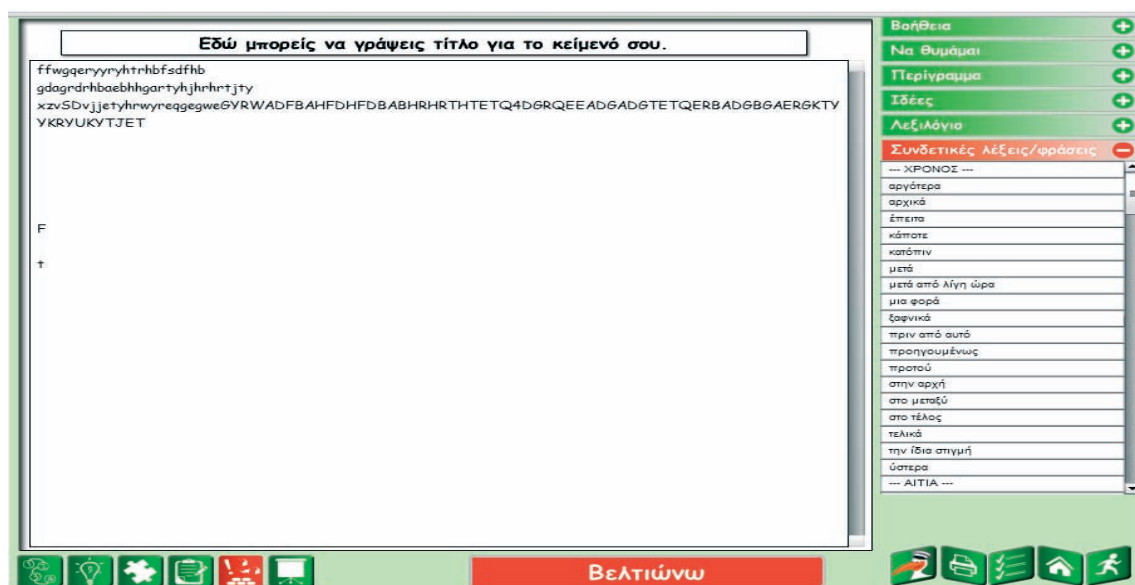 Εδώ μπορείς να γράψεις τίτλο για το κείμενό σου.
ffwgqeryyryhtrhbfsdfhb
gdagrdrhbaebhhgartyhjhrhrtjty
xzvSDvjjetyhrwyreqgegweGYRWADFBAHFDHFDBABHRHRTHTETQ4DGRQEEADGADGTETQERBADGBGAERGKTY
YKRYUKYTJET
F
t
Βοήθεια
Να θυμάμαι
Περίγραμμα
Ιδέες
Λεξιλόγιο
Συνδετικές λέξεις/φράσεις
--- ΧΡΟΝΟΣ ---
αργότερα
αρχικά
έπειτα
κάποτε
κατόπιν
μετά
μετά από λίγη ώρα
μια φορά
ξαφνικά
πριν από αυτό
προηγουμένως
προτού
στην αρχή
στο μεταξύ
στο τέλος
τελικά
την ίδια στιγμή
ύστερα
--- ΑΙΤΙΑ ---
Βελτιώνω